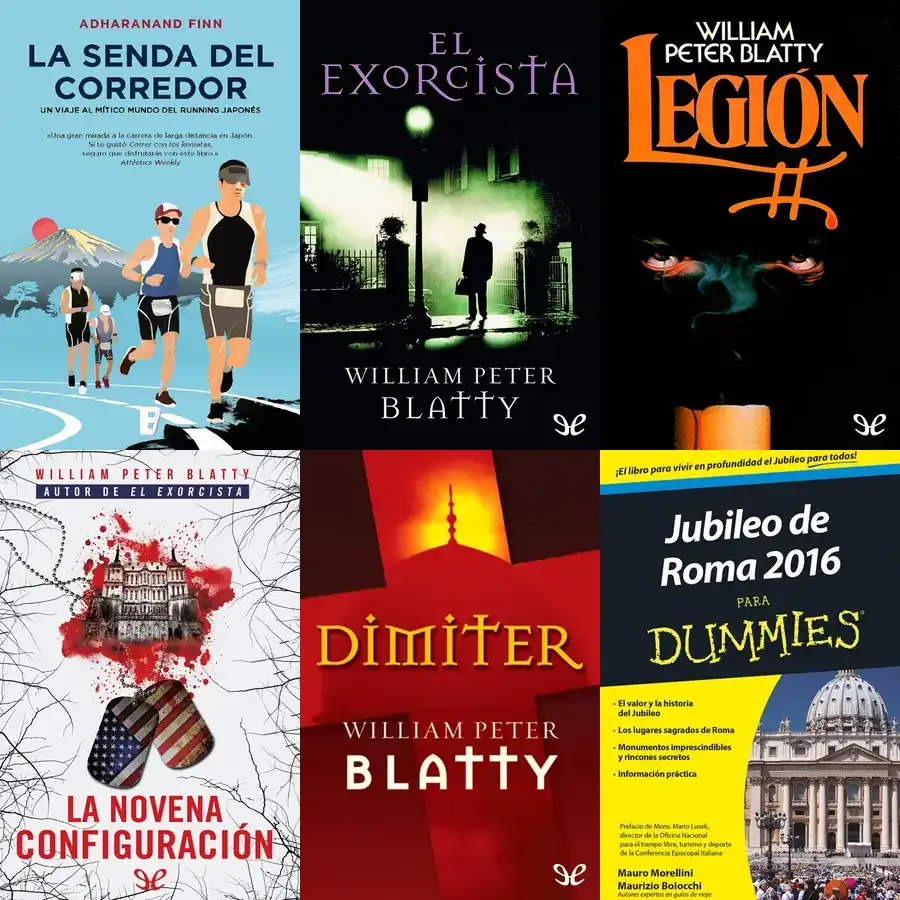 ADHARANAND FINN
LA SENDA DEL
CORREDOR
UN VIAJE AL MÍTICO MUNDO DEL RUNNING JAPONÉS
«Una gran mirada a la carrera de larga distancia en Japón.
Si te gustó Correr con los keniatas,
seguro que disfrutarás con este libro.»
Athletics Weekly
B
EL
EXORCISTA
WILLIAM PETER
BLATTY
WILLIAM
PETER BLATTY
LEGIÓN
WILLIAM PETER BLATTY
AUTOR DE EL EXORCISTA
LA NOVENA
CONFIGURACIÓN
DIMITER
WILLIAM PETER
BLATTY
¡El libro para vivir en profundidad el Jubileo para todos!
Jubileo de
Roma 2016
PARA
DUMMIES
• El valor y la historia
del Jubileo
• Los lugares sagrados de Roma
• Monumentos imprescindibles
y rincones secretos
• Información práctica
Prefacio de Mons. Mario Lusek,
director de la Oficina Nacional
para el tiempo libre, turismo y deporte
de la Conferencia Episcopal Italiana
Mauro Morellini
Maurizio Boiocchi
Autores expertos en guías de viaje